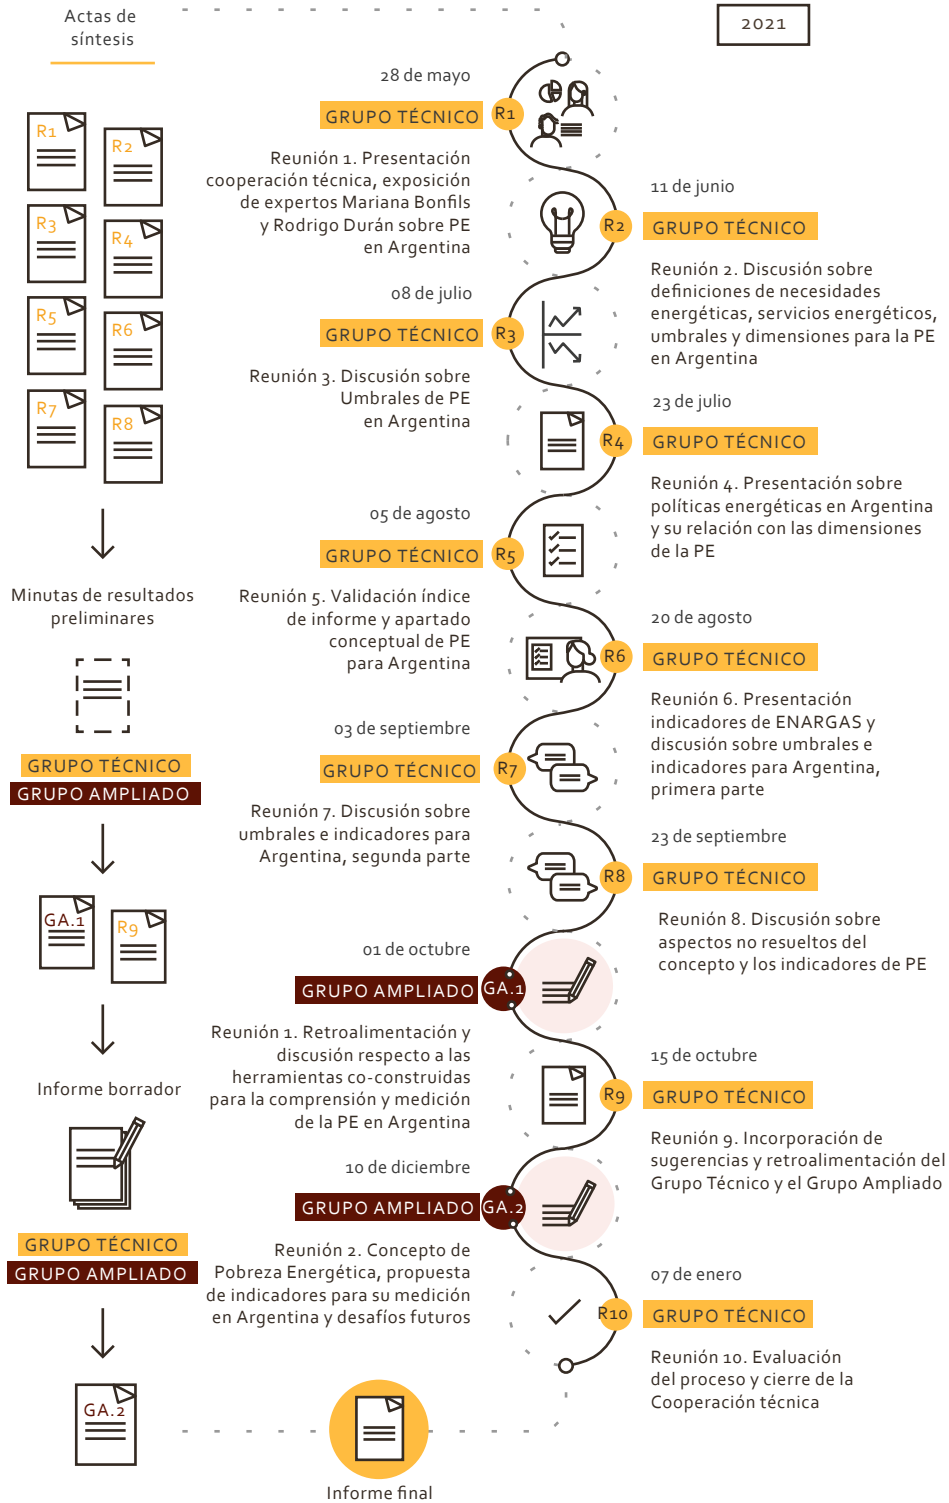 Actas de
síntesis
R1
R2
R3
R4
R5
R6
R7
R8
Minutas de resultados
preliminares
GRUPO TÉCNICO
GRUPO AMPLIADO
GA.1
R9
Informe borrador
GRUPO TÉCNICO
GRUPO AMPLIADO
GA.2
2021
28 de mayo
GRUPO TÉCNICO
R1
Reunión 1. Presentación
cooperación técnica, exposición
de expertos Mariana Bonfils
y Rodrigo Durán sobre PE
en Argentina
11 de junio
R2
GRUPO TÉCNICO
Reunión 2. Discusión sobre
definiciones de necesidades
energéticas, servicios energéticos,
umbrales y dimensiones para la PE
en Argentina
08 de julio
GRUPO TÉCNICO
R3
Reunión 3. Discusión sobre
Umbrales de PE
en Argentina
23 de julio
R4
GRUPO TÉCNICO
Reunión 4. Presentación sobre
políticas energéticas en Argentina
y su relación con las dimensiones
de la PE
05 de agosto
GRUPO TÉCNICO
R5
Reunión 5. Validación índice
de informe y apartado
conceptual de PE
para Argentina
20 de agosto
R6
GRUPO TÉCNICO
Reunión 6. Presentación
indicadores de ENARGAS y
discusión sobre umbrales e
indicadores para Argentina,
primera parte
03 de septiembre
GRUPO TÉCNICO
R7
Reunión 7. Discusión sobre
umbrales e indicadores para
Argentina, segunda parte
23 de septiembre
R8
GRUPO TÉCNICO
Reunión 8. Discusión sobre
aspectos no resueltos del
concepto y los indicadores de PE
01 de octubre
GRUPO AMPLIADO
GA.1
Reunión 1. Retroalimentación y
discusión respecto a las
herramientas co-construidas
para la comprensión y medición
de la PE en Argentina
15 de octubre
R9
GRUPO TÉCNICO
Reunión 9. Incorporación de
sugerencias y retroalimentación del
Grupo Técnico y el Grupo Ampliado
10 de diciembre
GRUPO AMPLIADO
GA.2
Reunión 2. Concepto de
Pobreza Energética, propuesta
de indicadores para su medición
en Argentina y desafíos futuros
07 de enero
R10
GRUPO TÉCNICO
Reunión 10. Evaluación
del proceso y cierre de la
Cooperación técnica
Informe final